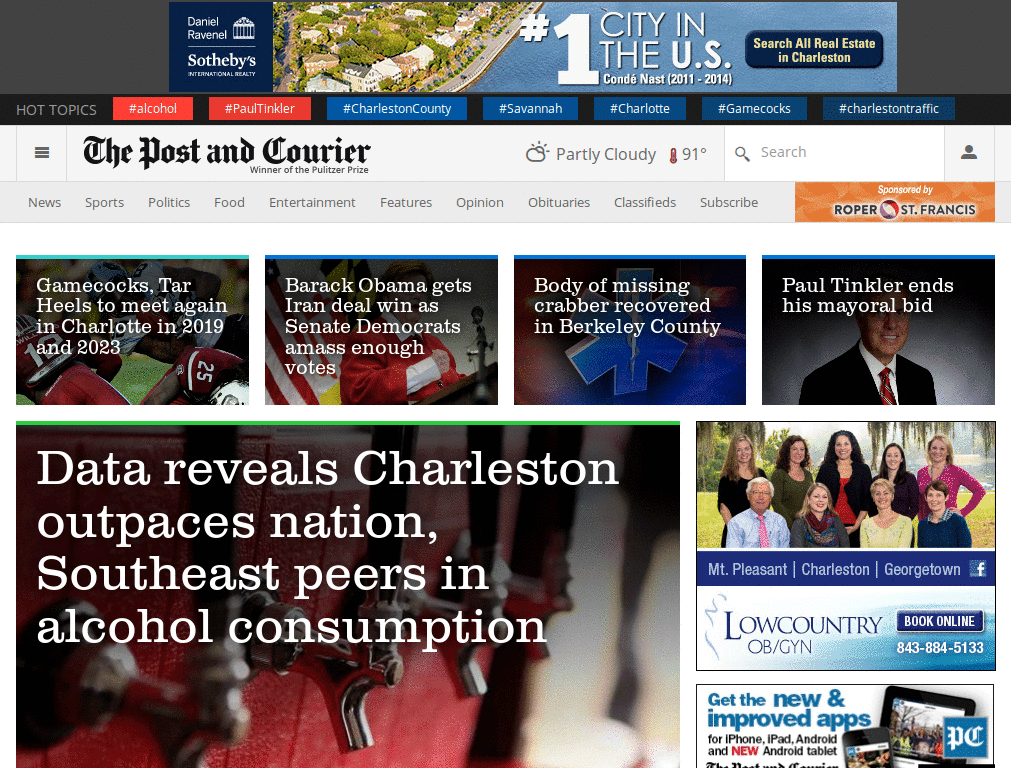 Daniel
Ravenel
Sotheby's
INTERNATIONAL REALTY
#1 CITY IN
THE U.S.
Condé Nast (2011 - 2014)
Search All Real Estate
in Charleston
HOT TOPICS #alcohol #PaulTinkler #CharlestonCounty #Savannah #Charlotte #Gamecocks #charlestontraffic
The Post and Courier
Winner of the Pulitzer Prize
Partly Cloudy 91°
Search
News Sports Politics Food Entertainment Features Opinion Obituaries Classifieds Subscribe
Sponsored by
ROPER ST. FRANCIS
Gamecocks, Tar
Heels to meet again
in Charlotte in 2019
and 2023
25
Barack Obama gets
Iran deal win as
Senate Democrats
amass enough
votes
Body of missing
crabber recovered
in Berkeley County
Paul Tinkler ends
his mayoral bid
Data reveals Charleston
outpaces nation,
Southeast peers in
alcohol consumption
Mt. Pleasant | Charleston | Georgetown f
LOWCOUNTRY
OB/GYN
BOOK ONLINE
843-884-5133
Get the new &
improved apps
for iPhone, iPad, Android
and NEW Android tablet
The Post and Courier
PC